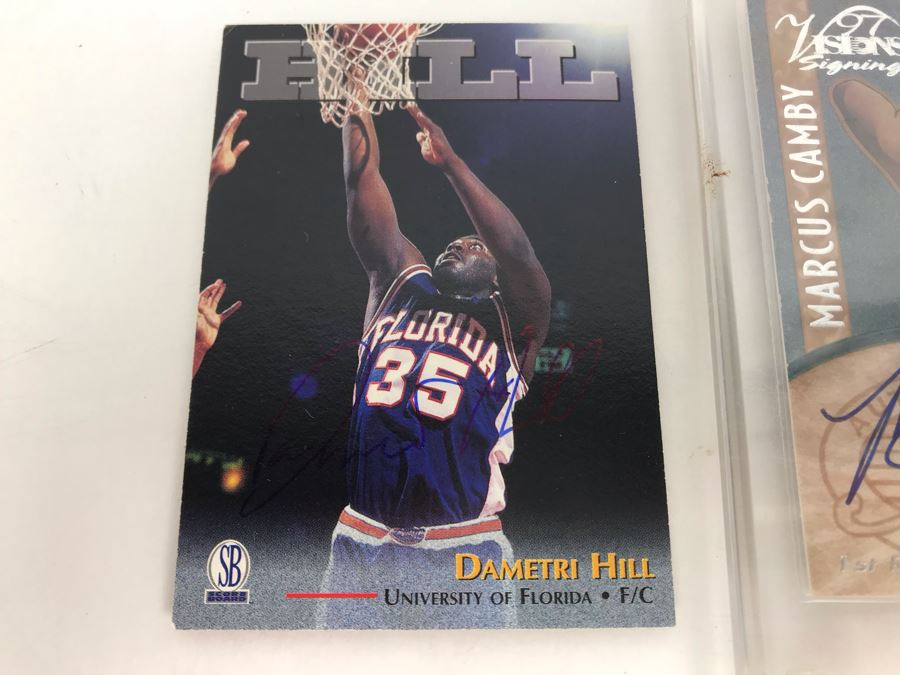 HILL
FLORIDA
35
SB
SCORE
BOARD
DAMETRI HILL
UNIVERSITY OF FLORIDA • F/C
97
VISIONS
Signing
MARCUS CAMBY